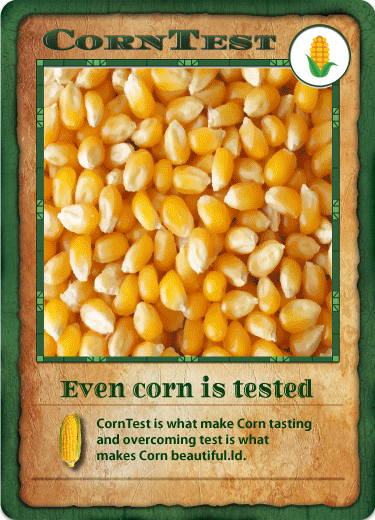 CornTest
Even corn is tested
CornTest is what make Corn tasting
and overcoming test is what
makes Corn beautiful.ld.